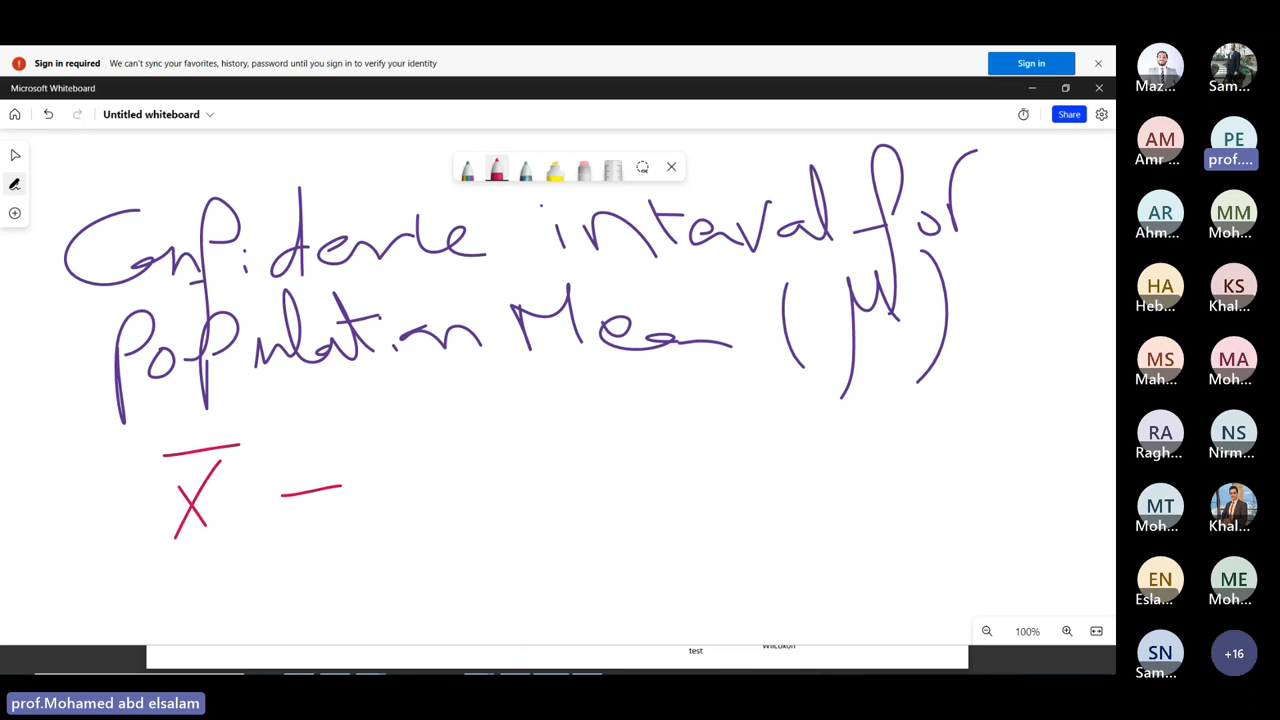 Sign in required We can't sync your favorites, history, password until you sign in to verify your identity Sign in
Microsoft Whiteboard
Untitled whiteboard Share
Confidence interval for
population Mean (μ)
X̅ —
100%
test Wilcoxon
Maz... Sam...
AM PE
Amr ... prof....
AR MM
Ahm... Moh...
HA KS
Heb... Khal...
MS MA
Mah... Moh...
RA NS
Ragh... Nirm...
MT
Moh... Khal...
EN ME
Esla... Moh...
SN +16
Sam...
prof.Mohamed abd elsalam